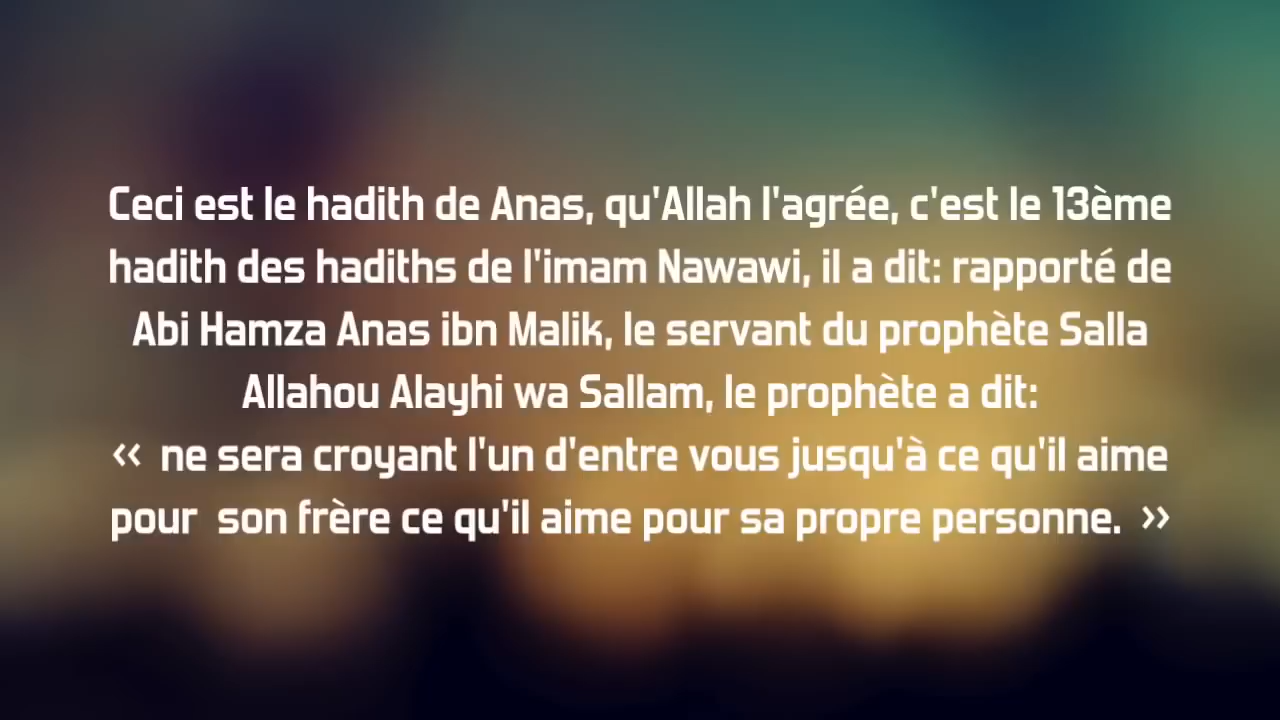 Ceci est le hadith de Anas, qu'Allah l'agrée, c'est le 13ème
hadith des hadiths de l'imam Nawawi, il a dit: rapporté de
Abi Hamza Anas ibn Malik, le servant du prophète Salla
Allahou Alayhi wa Sallam, le prophète a dit:
‹‹ ne sera croyant l'un d'entre vous jusqu'à ce qu'il aime
pour son frère ce qu'il aime pour sa propre personne. ››